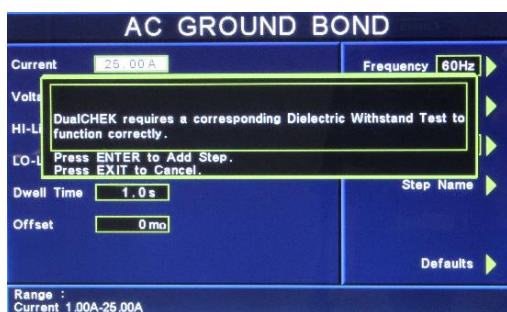 AC GROUND BOND
Current 25.00A
Frequency 60Hz
DualCHEK requires a corresponding Dielectric Withstand Test to
function correctly.
Press ENTER to Add Step.
Press EXIT to Cancel.
Dwell Time 1.0s
Step Name
Offset 0mΩ
Defaults
Range :
Current 1.00A-25.00A